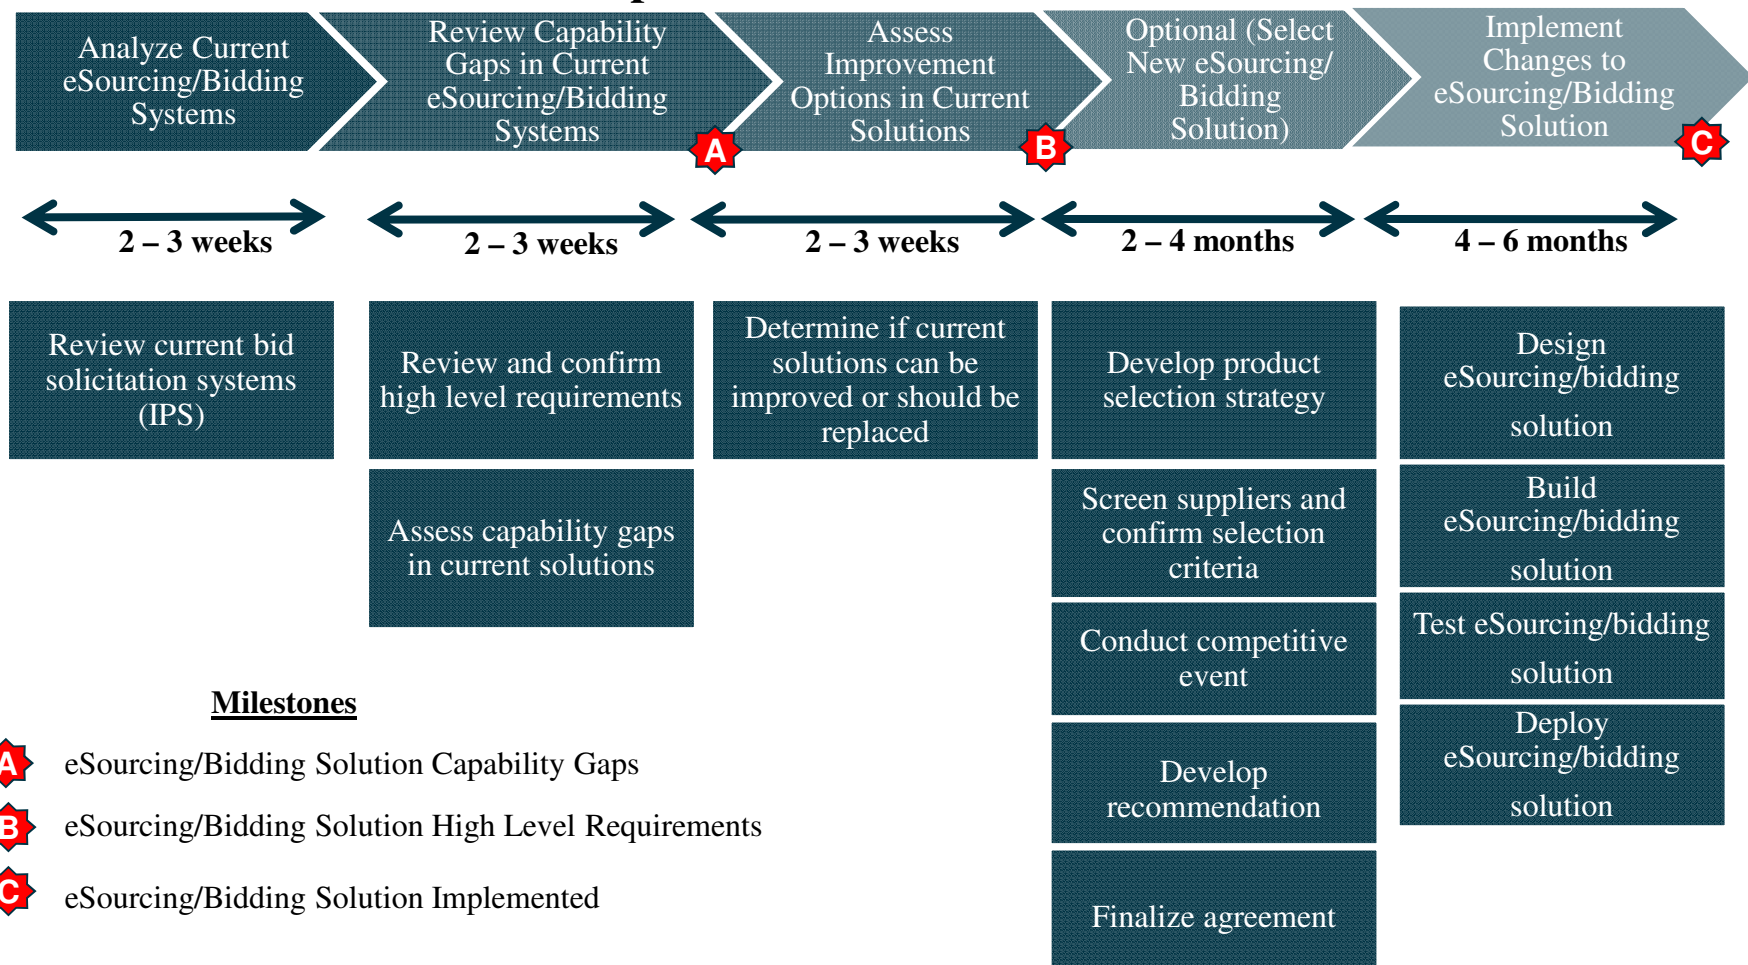 Analyze Current
eSourcing/Bidding
Systems
Review Capability
Gaps in Current
eSourcing/Bidding
Systems
A
Assess
Improvement
Options in Current
Solutions
B
Optional (Select
New eSourcing/
Bidding
Solution)
Implement
Changes to
eSourcing/Bidding
Solution
C
2 – 3 weeks
2 – 3 weeks
2 – 3 weeks
2 – 4 months
4 – 6 months
Review current bid
solicitation systems
(IPS)
Review and confirm
high level requirements
Assess capability gaps
in current solutions
Determine if current
solutions can be
improved or should be
replaced
Develop product
selection strategy
Screen suppliers and
confirm selection
criteria
Conduct competitive
event
Develop
recommendation
Finalize agreement
Design
eSourcing/bidding
solution
Build
eSourcing/bidding
solution
Test eSourcing/bidding
solution
Deploy
eSourcing/bidding
solution
Milestones
A eSourcing/Bidding Solution Capability Gaps
B eSourcing/Bidding Solution High Level Requirements
C eSourcing/Bidding Solution Implemented